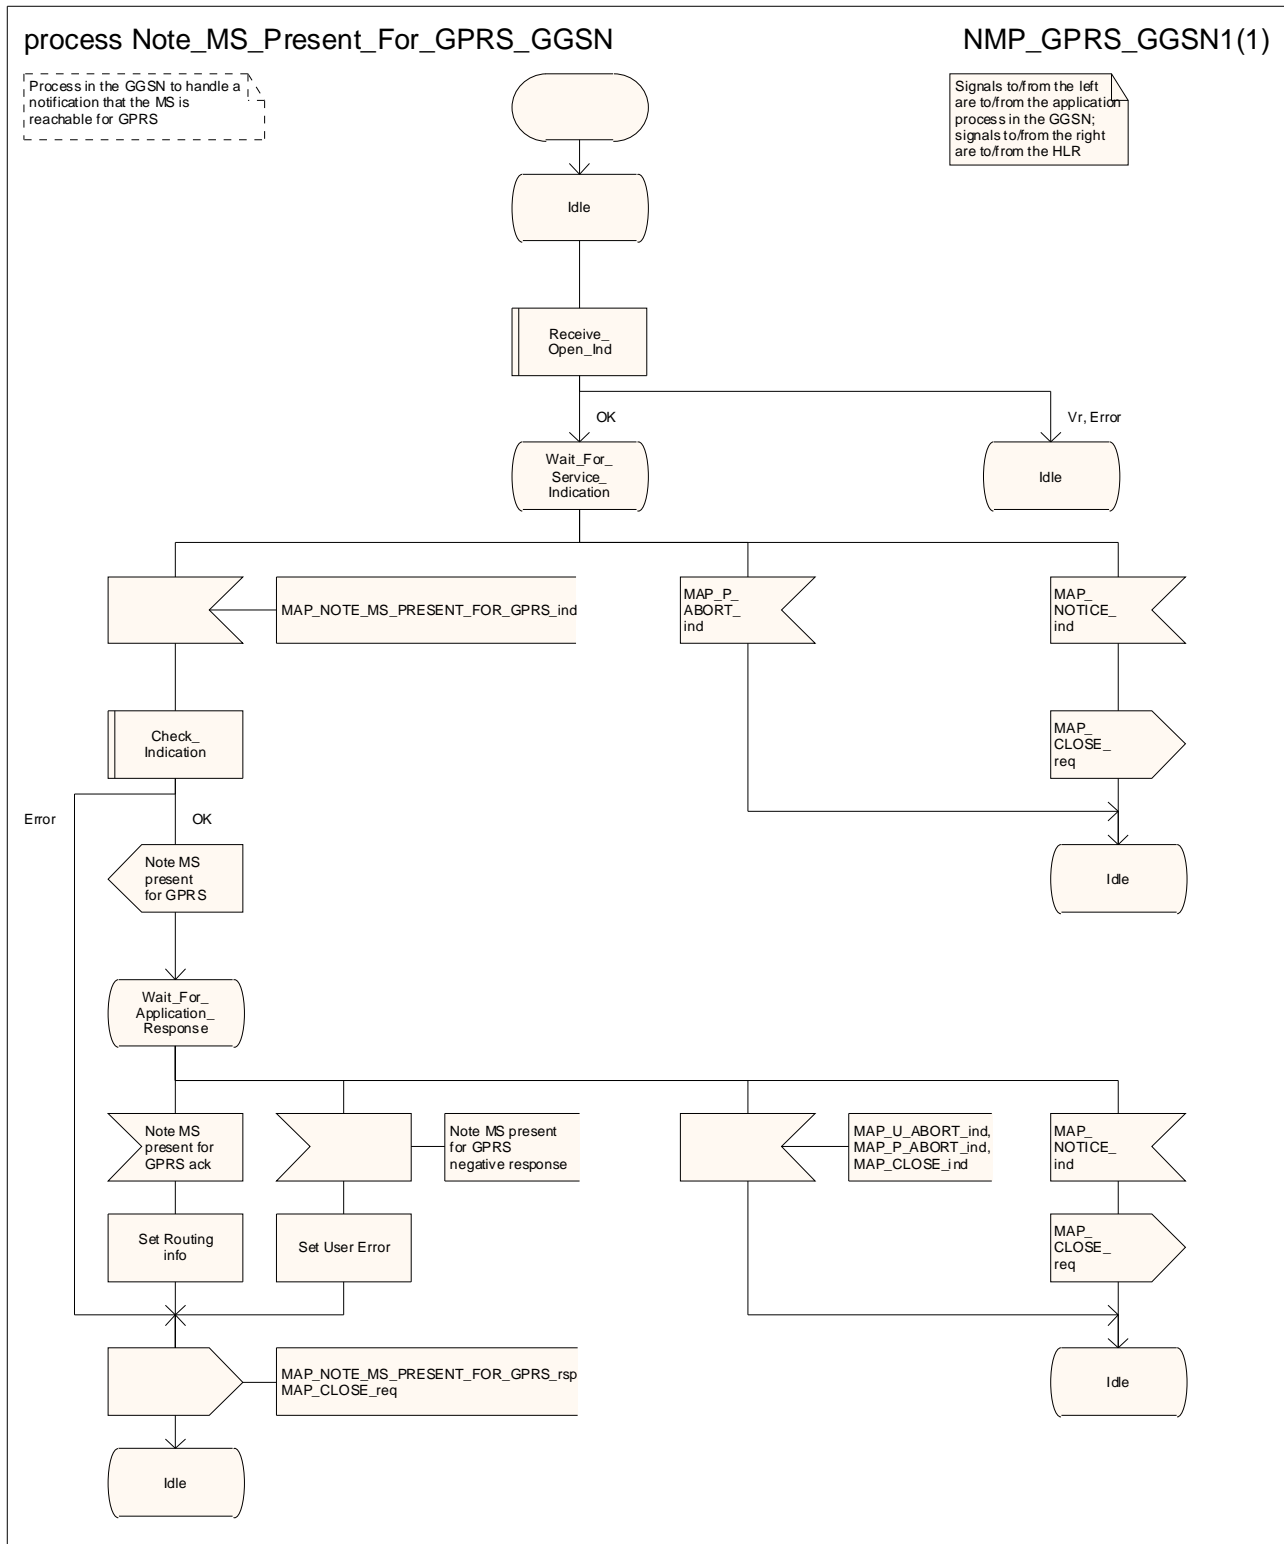 process Note_MS_Present_For_GPRS_GGSN
NMP_GPRS_GGSN1(1)
Process in the GGSN to handle a
notification that the MS is
reachable for GPRS
Signals to/from the left
are to/from the application
process in the GGSN;
signals to/from the right
are to/from the HLR
Idle
Receive_
Open_Ind
OK
Vr, Error
Wait_For_
Service_
Indication
Idle
MAP_NOTE_MS_PRESENT_FOR_GPRS_ind
MAP_P_
ABORT_
ind
MAP_
NOTICE_
ind
Check_
Indication
MAP_
CLOSE_
req
Error
OK
Note MS
present
for GPRS
Idle
Wait_For_
Application_
Response
Note MS
present for
GPRS ack
Note MS present
for GPRS
negative response
MAP_U_ABORT_ind,
MAP_P_ABORT_ind,
MAP_CLOSE_ind
MAP_
NOTICE_
ind
Set Routing
info
Set User Error
MAP_
CLOSE_
req
MAP_NOTE_MS_PRESENT_FOR_GPRS_rsp
MAP_CLOSE_req
Idle
Idle